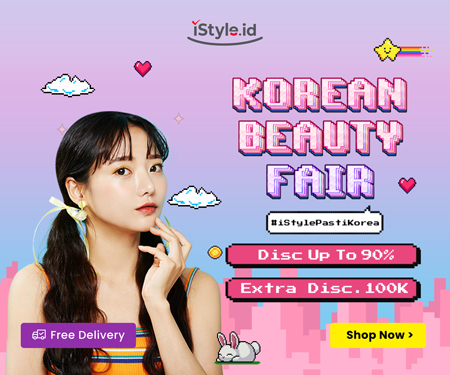 iStyle.id
KOREAN
BEAUTY
FAIR
#iStylePastiKorea
Disc Up To 90%
Extra Disc. 100K
Free Delivery
Shop Now >